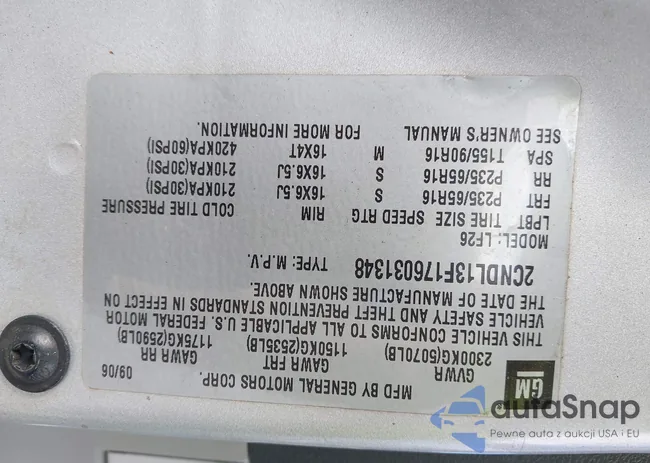 GM
MFD BY GENERAL MOTORS CORP. 09/06
GVWR GAWR FRT GAWR RR
2300KG(5070LB) 1150KG(2535LB) 1175KG(2590LB)
THIS VEHICLE CONFORMS TO ALL APPLICABLE U.S. FEDERAL MOTOR
VEHICLE SAFETY AND THEFT PREVENTION STANDARDS IN EFFECT ON
THE DATE OF MANUFACTURE SHOWN ABOVE.
2CNDL13F176031348 TYPE: M.P.V.
MODEL: LF26
LPBT TIRE SIZE SPEED RTG RIM COLD TIRE PRESSURE
FRT P235/65R16 S 16X6.5J 210KPA(30PSI)
RR P235/65R16 S 16X6.5J 210KPA(30PSI)
SPA T155/90R16 M 16X4T 420KPA(60PSI)
SEE OWNER'S MANUAL FOR MORE INFORMATION.
autoSnap
Pewne auta z aukcji USA i EU